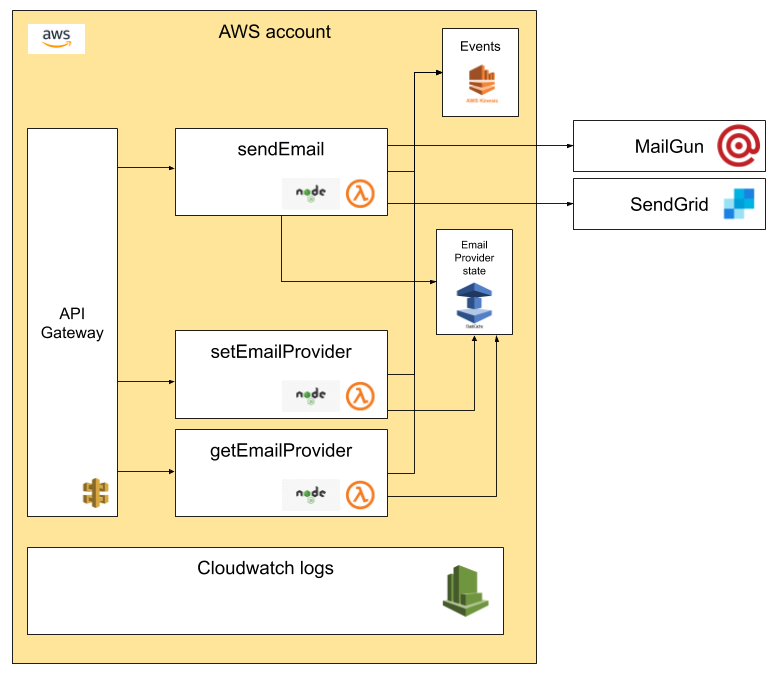 aws
AWS account
Events
AWS Kinesis
sendEmail
node
λ
MailGun
SendGrid
Email
Provider
state
API
Gateway
setEmailProvider
node
λ
getEmailProvider
node
λ
Cloudwatch logs